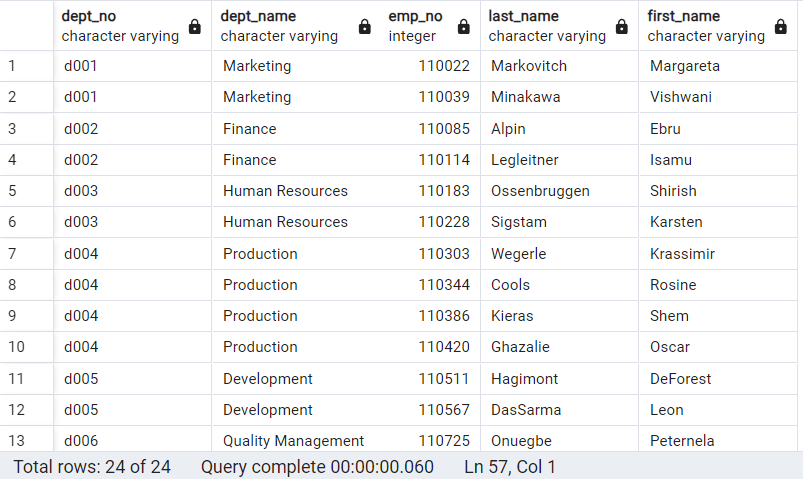 dept_no dept_name emp_no last_name first_name
character varying character varying integer character varying character varying
1 d001 Marketing 110022 Markovitch Margareta
2 d001 Marketing 110039 Minakawa Vishwani
3 d002 Finance 110085 Alpin Ebru
4 d002 Finance 110114 Legleitner Isamu
5 d003 Human Resources 110183 Ossenbruggen Shirish
6 d003 Human Resources 110228 Sigstam Karsten
7 d004 Production 110303 Wegerle Krassimir
8 d004 Production 110344 Cools Rosine
9 d004 Production 110386 Kieras Shem
10 d004 Production 110420 Ghazalie Oscar
11 d005 Development 110511 Hagimont DeForest
12 d005 Development 110567 DasSarma Leon
13 d006 Quality Management 110725 Onuegbe Peternela
Total rows: 24 of 24 Query complete 00:00:00.060 Ln 57, Col 1